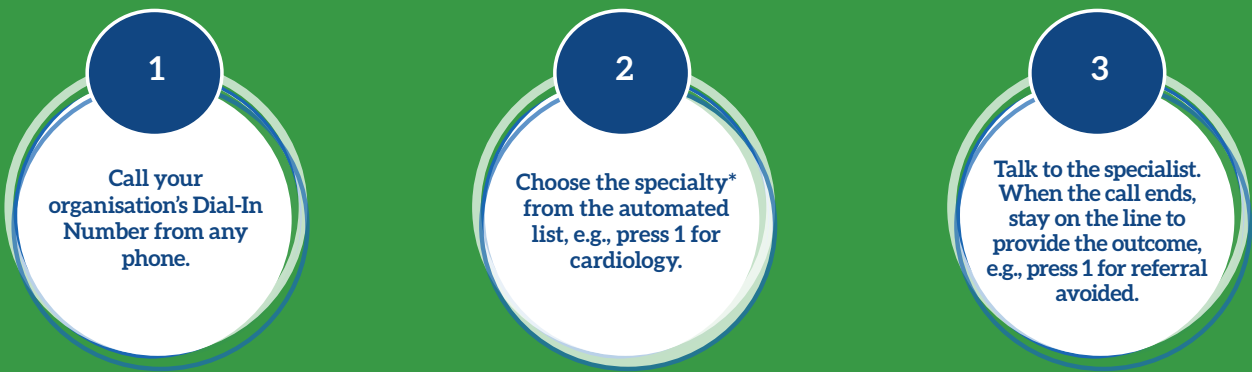 1
Call your
organisation's Dial-In
Number from any
phone.
2
Choose the specialty*
from the automated
list, e.g., press 1 for
cardiology.
3
Talk to the specialist.
When the call ends,
stay on the line to
provide the outcome,
e.g., press 1 for referral
avoided.